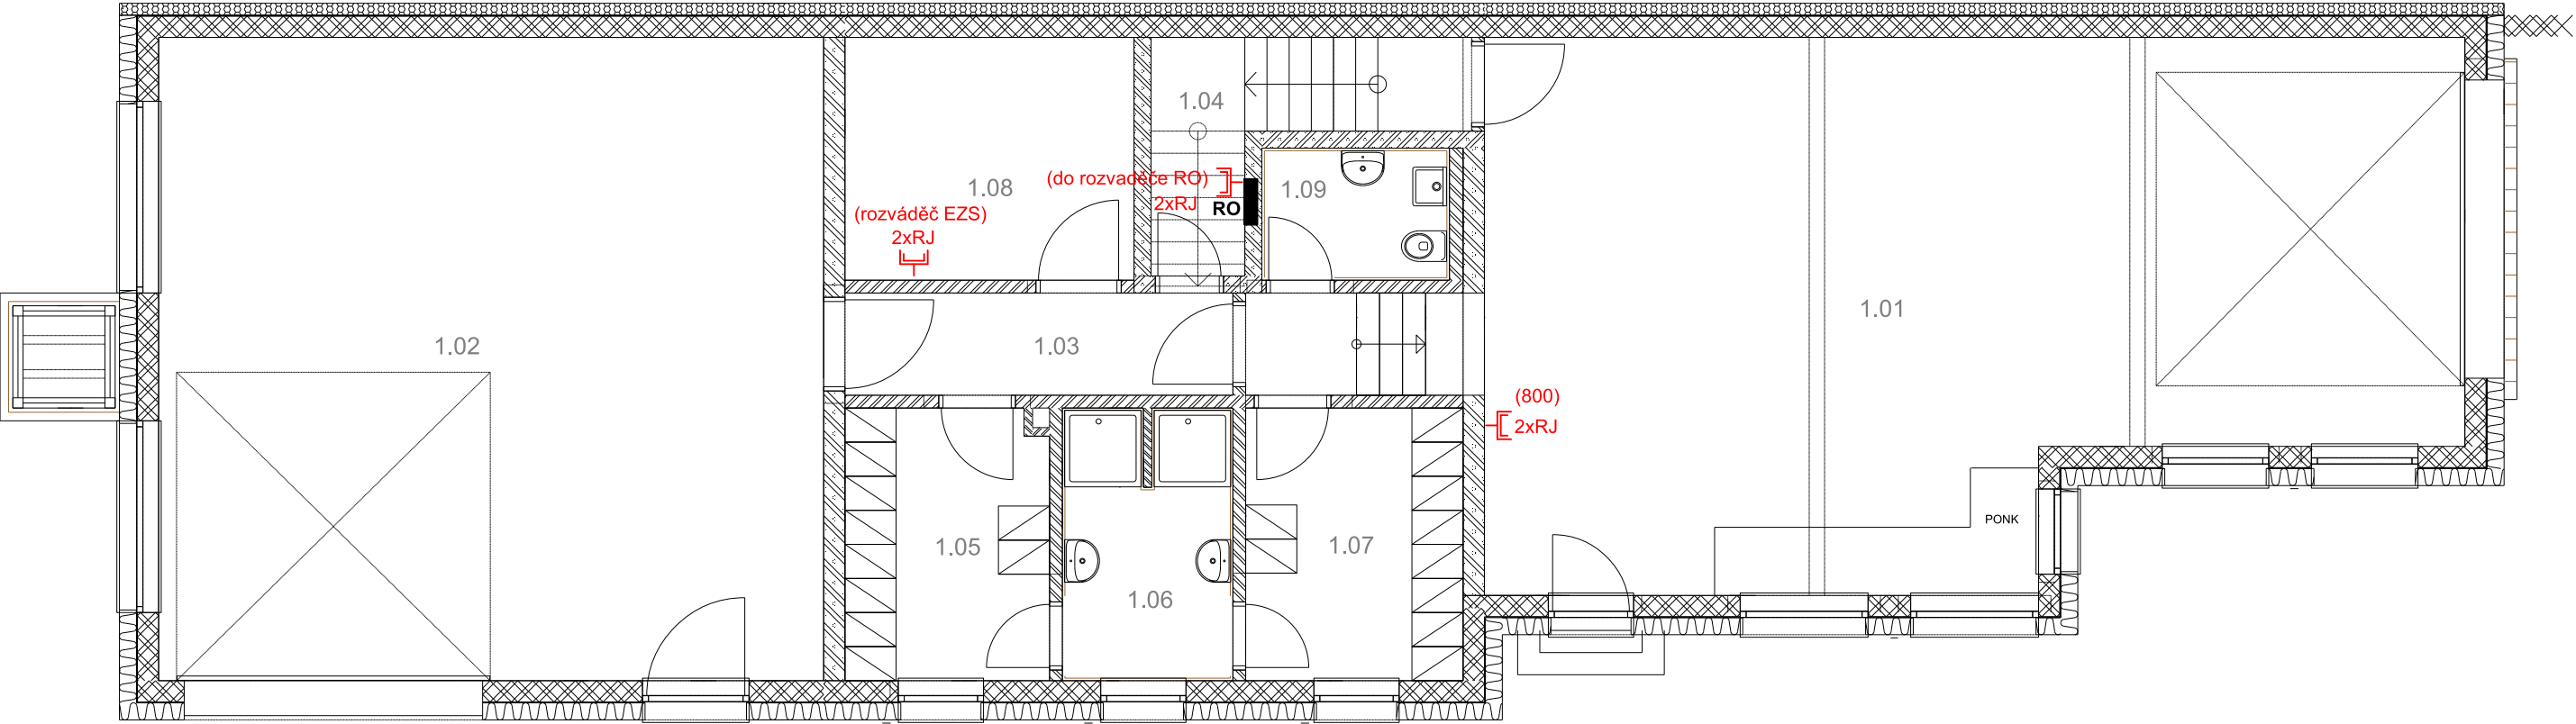 1.04
(do rozvaděče RO)
1.08
1.09
2xRJ
RO
(rozváděč EZS)
2xRJ
1.01
1.02
1.03
(800)
2xRJ
PONK
1.05
1.07
1.06